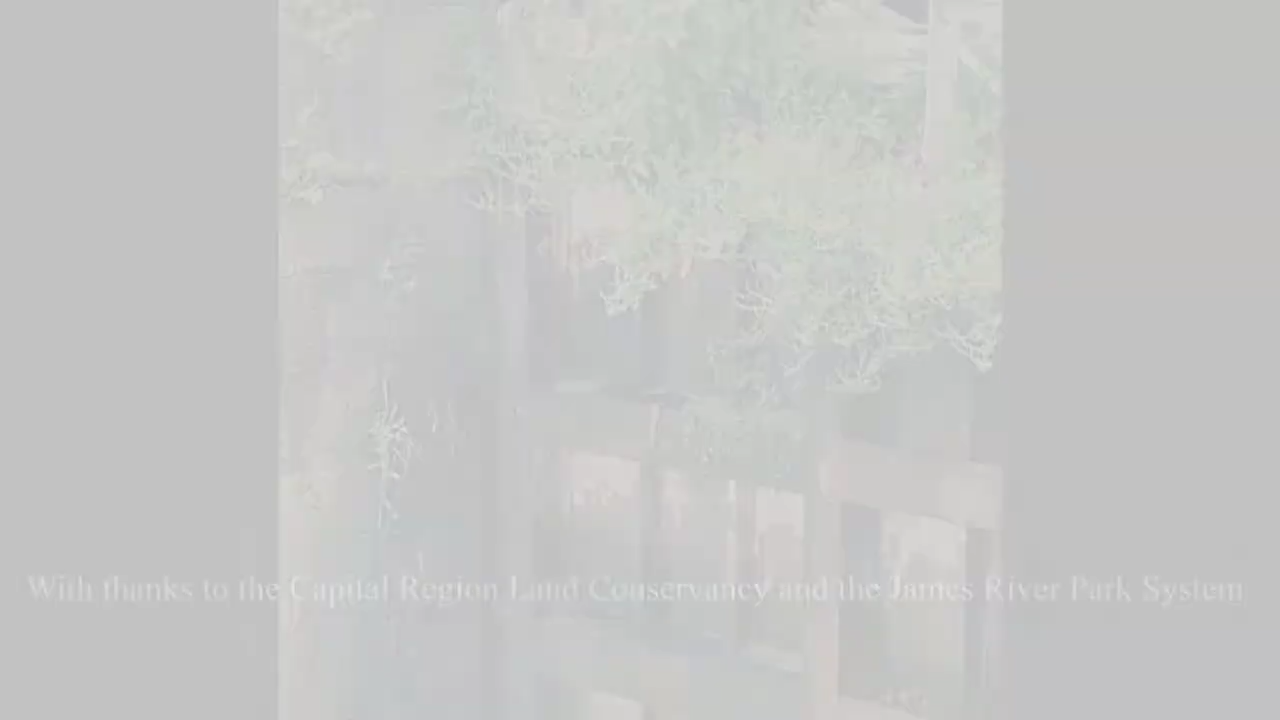 With thanks to the Capital Region Land Conservancy and the James River Park System